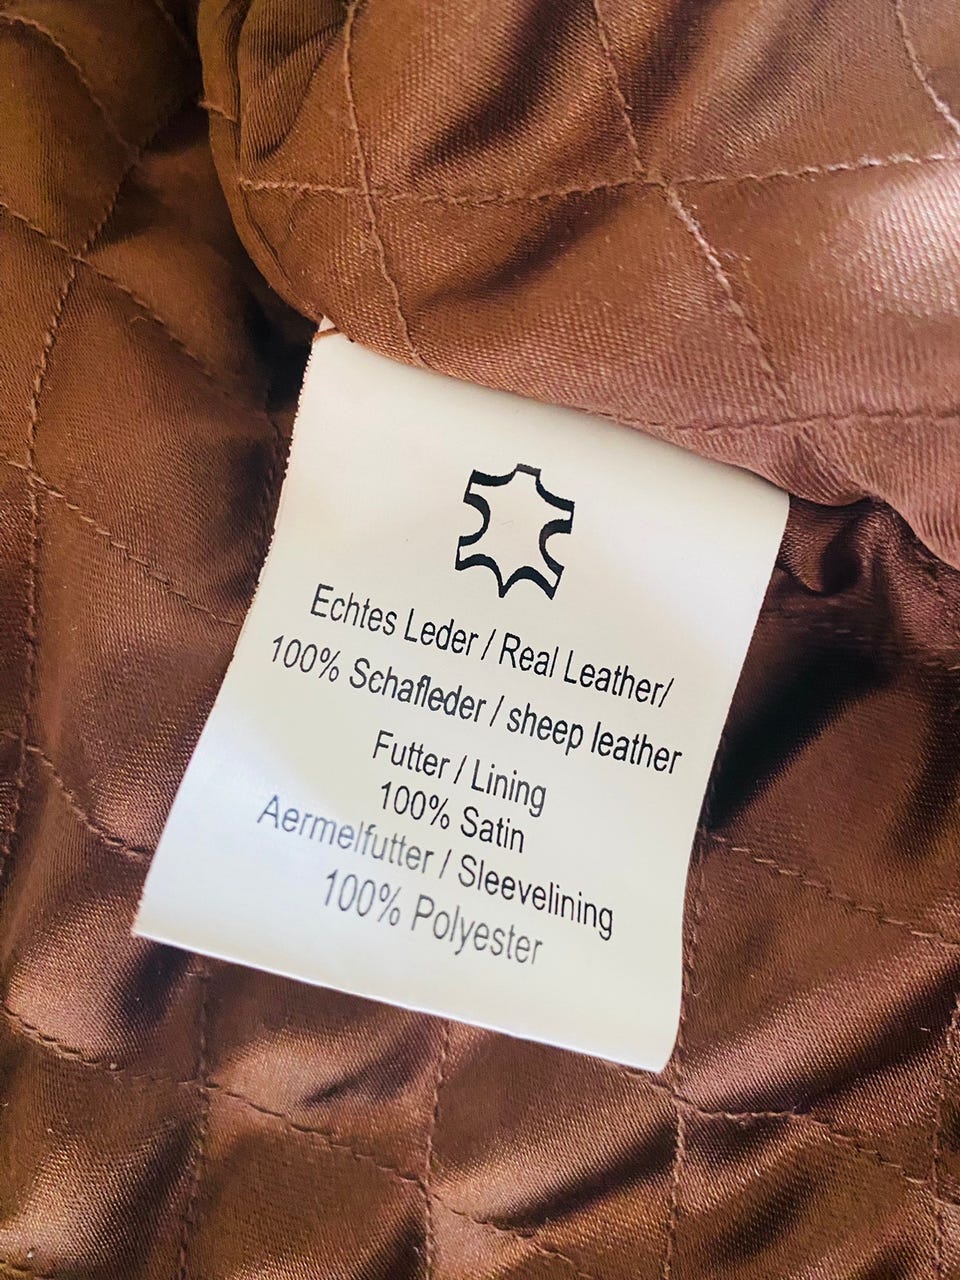 Echtes Leder / Real Leather/
100% Schafleder / sheep leather
Futter / Lining
100% Satin
Aermelfutter / Sleevelining
100% Polyester